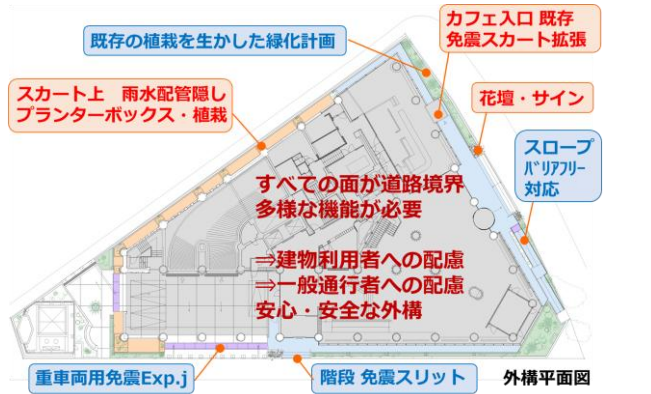 カフェ入口 既存
免震スカート拡張
既存の植栽を生かした緑化計画
スカート上　雨水配管隠し
プランターボックス・植栽
花壇・サイン
スロープ
ﾊﾞﾘｱﾌﾘｰ
対応
すべての面が道路境界
多様な機能が必要
⇒建物利用者への配慮
⇒一般通行者への配慮
安心・安全な外構
重車両用免震Exp.j
階段 免震スリット
外構平面図